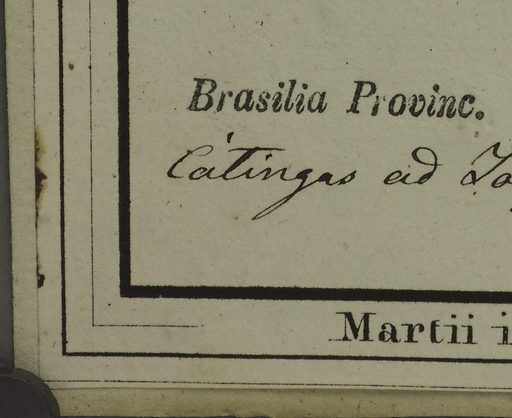 Brasilia Provinc.
Catingas ad
Martii